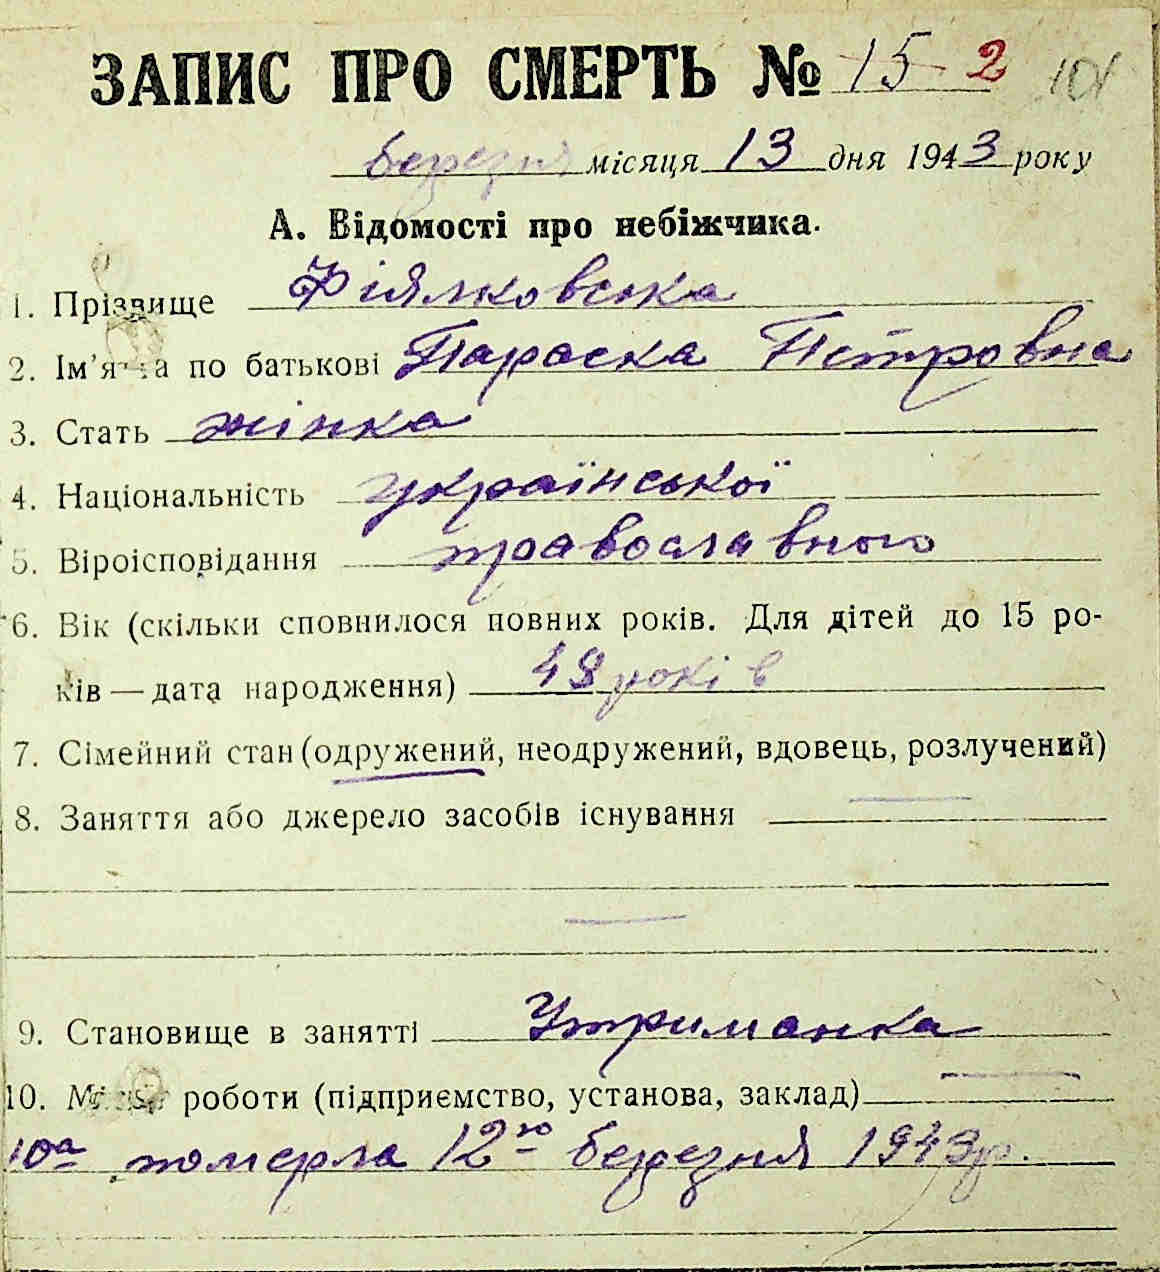 ЗАПИС ПРО СМЕРТЬ № 15 2 101
березня місяця 13 дня 1943 року
А. Відомості про небіжчика.
1. Прізвище Фіялковська
2. Ім'я та по батькові Параска Петровна
3. Стать жінка
4. Національність української
5. Віроісповідання православного
6. Вік (скільки сповнилося повних років. Для дітей до 15 ро-
ків — дата народження) 48 років
7. Сімейний стан (одружений, неодружений, вдовець, розлучений)
8. Заняття або джерело засобів існування —
—
9. Становище в занятті Утриманка
10. Місце роботи (підприємство, установа, заклад) —
10а померла 12го березня 1943р.